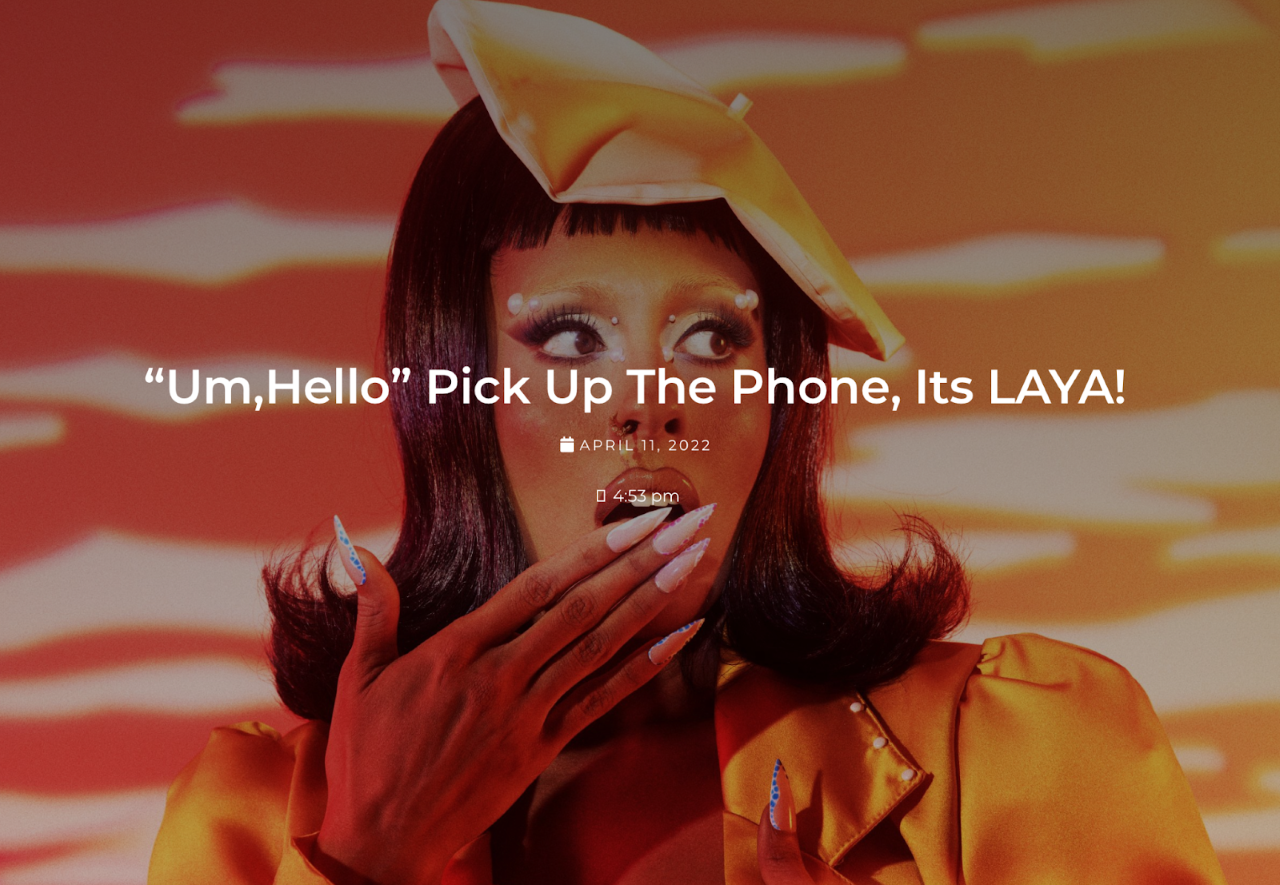 “Um,Hello” Pick Up The Phone, Its LAYA!
APRIL 11, 2022
4:53 pm